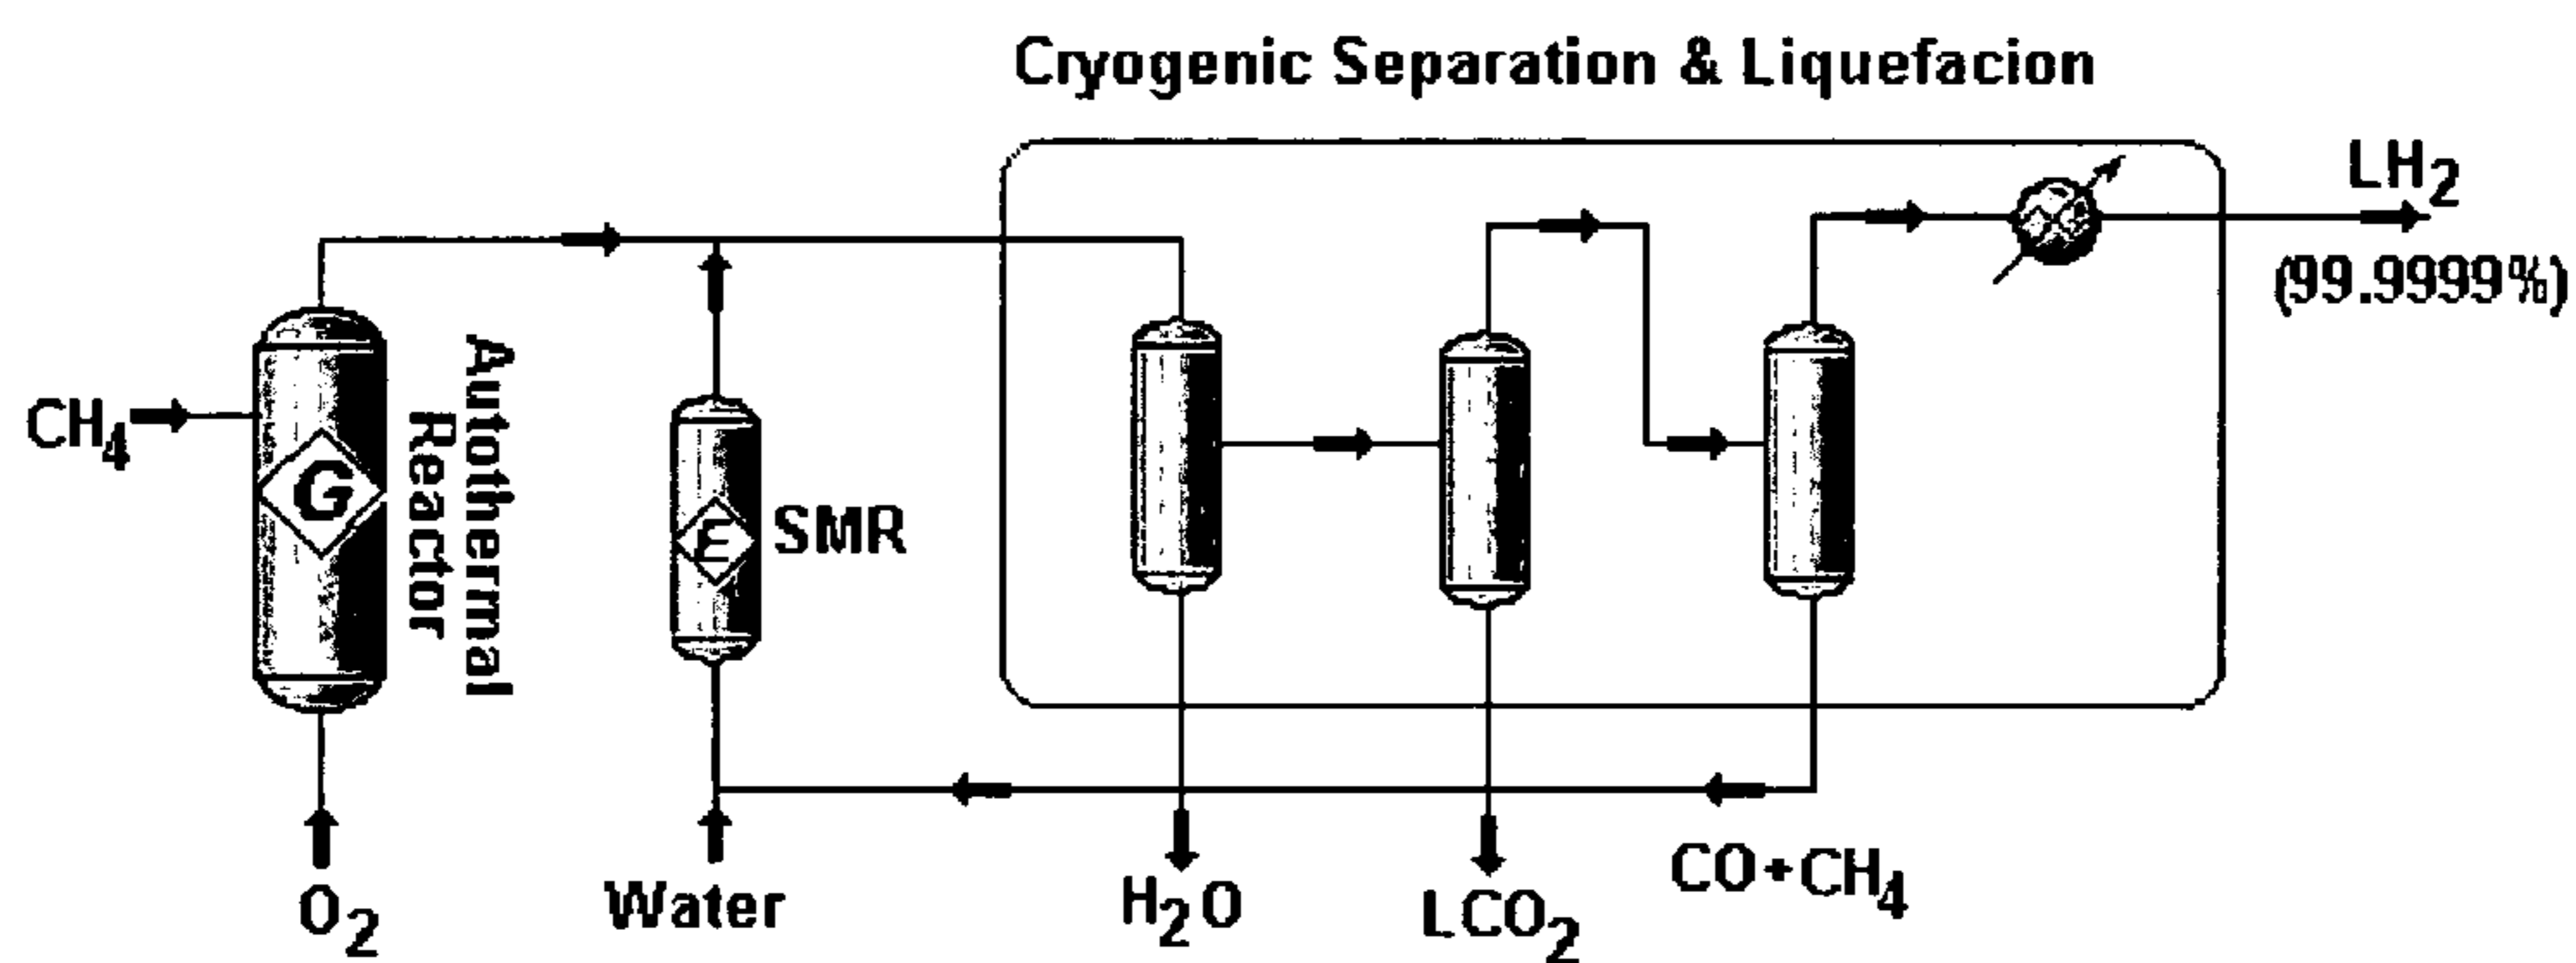 Cryogenic Separation & Liquefacion
LH2
(99.9999%)
CH4
G
Autothermal
Reactor
E
SMR
O2
Water
H2O
LCO2
CO+CH4